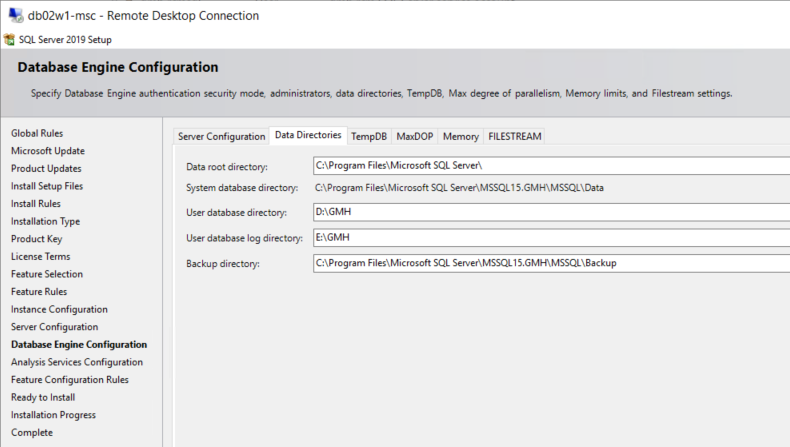 db02w1-msc - Remote Desktop Connection
SQL Server 2019 Setup
Database Engine Configuration
Specify Database Engine authentication security mode, administrators, data directories, TempDB, Max degree of parallelism, Memory limits, and Filestream settings.
Global Rules
Microsoft Update
Product Updates
Install Setup Files
Install Rules
Installation Type
Product Key
License Terms
Feature Selection
Feature Rules
Instance Configuration
Server Configuration
Database Engine Configuration
Analysis Services Configuration
Feature Configuration Rules
Ready to Install
Installation Progress
Complete
Server Configuration Data Directories TempDB MaxDOP Memory FILESTREAM
Data root directory: C:\Program Files\Microsoft SQL Server\
System database directory: C:\Program Files\Microsoft SQL Server\MSSQL15.GMH\MSSQL\Data
User database directory: D:\GMH
User database log directory: E:\GMH
Backup directory: C:\Program Files\Microsoft SQL Server\MSSQL15.GMH\MSSQL\Backup